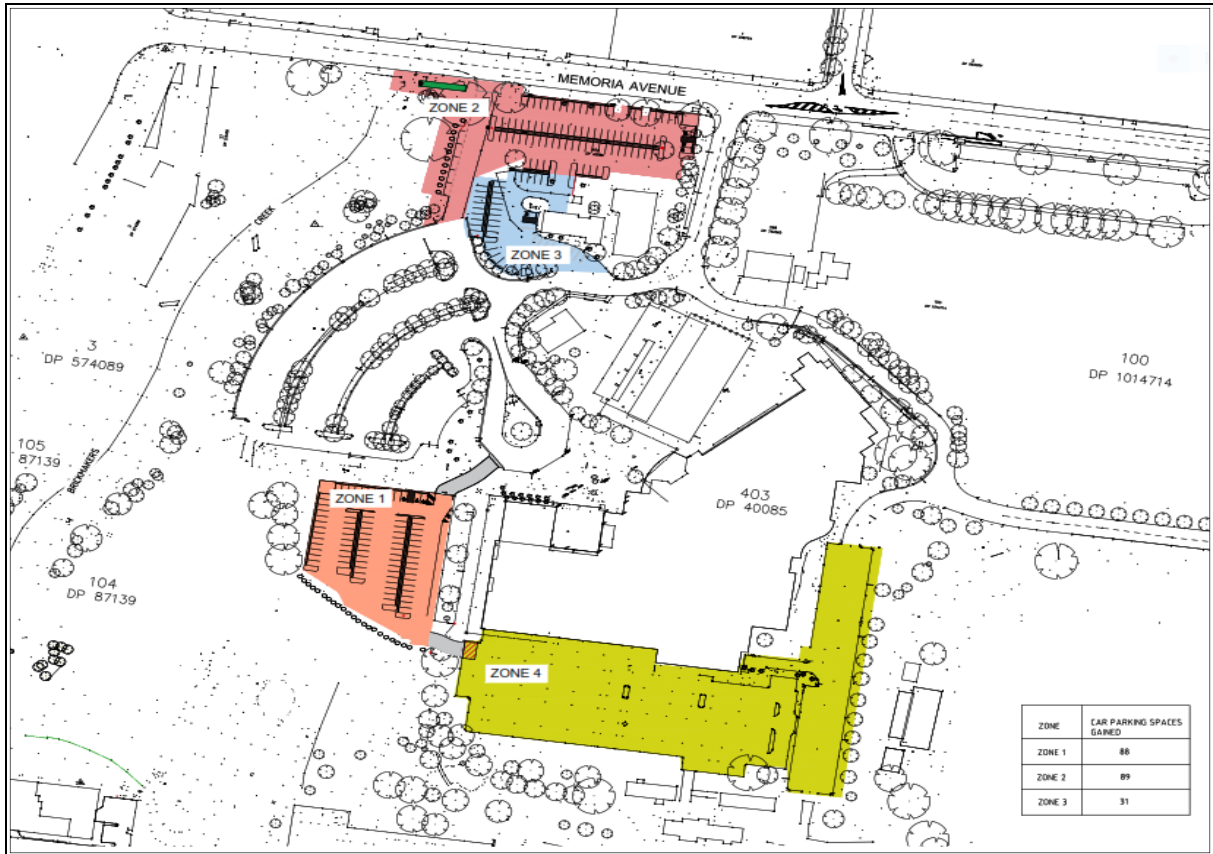 MEMORIA AVENUE
ZONE 2
ZONE 3
CREEK
3
DP 574089
100
DP 1014714
105
87139
BRICKMAKERS
ZONE 1
403
DP 40085
104
DP 87139
ZONE 4
ZONE CAR PARKING SPACES
GAINED
ZONE 1 88
ZONE 2 89
ZONE 3 31